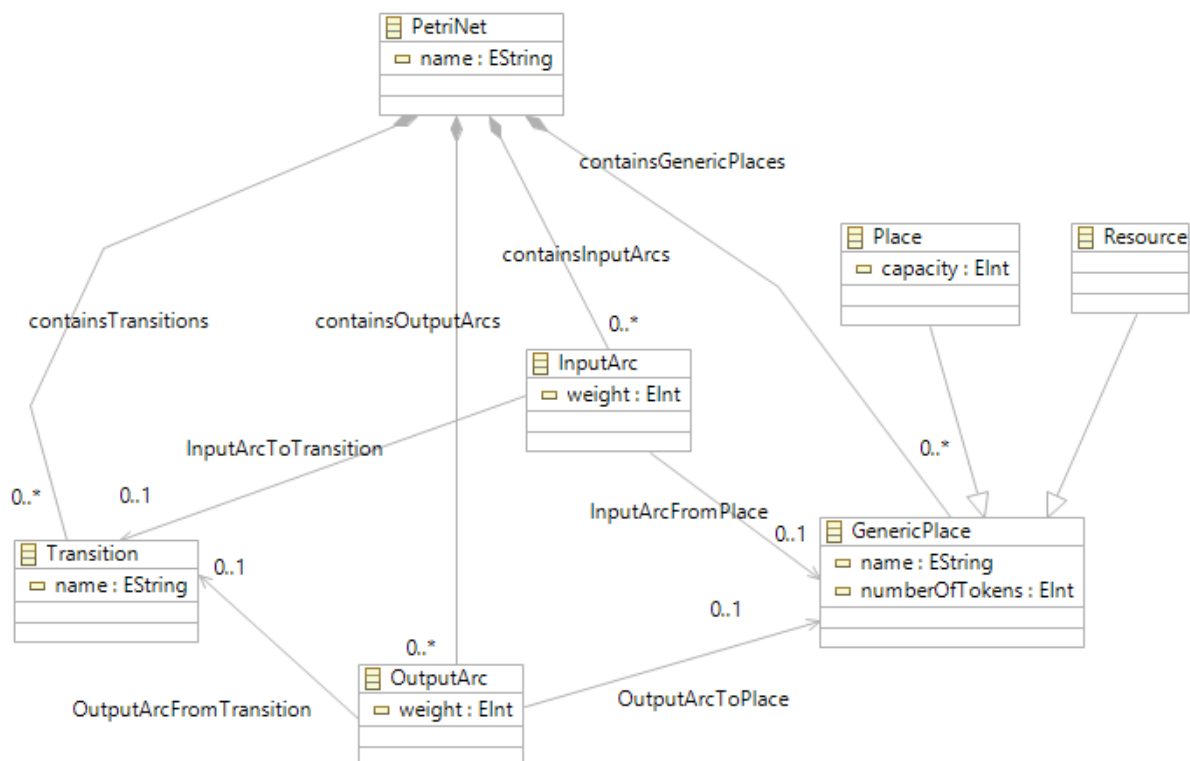 PetriNet
name : EString
containsGenericPlaces
Place
capacity : EInt
Resource
containsInputArcs
containsTransitions
containsOutputArcs
0..*
InputArc
weight : EInt
InputArcToTransition
0..*
0..*
0..1
InputArcFromPlace
0..1
GenericPlace
name : EString
numberOfTokens : EInt
Transition
name : EString
0..1
0..1
0..*
OutputArc
weight : EInt
OutputArcFromTransition
OutputArcToPlace